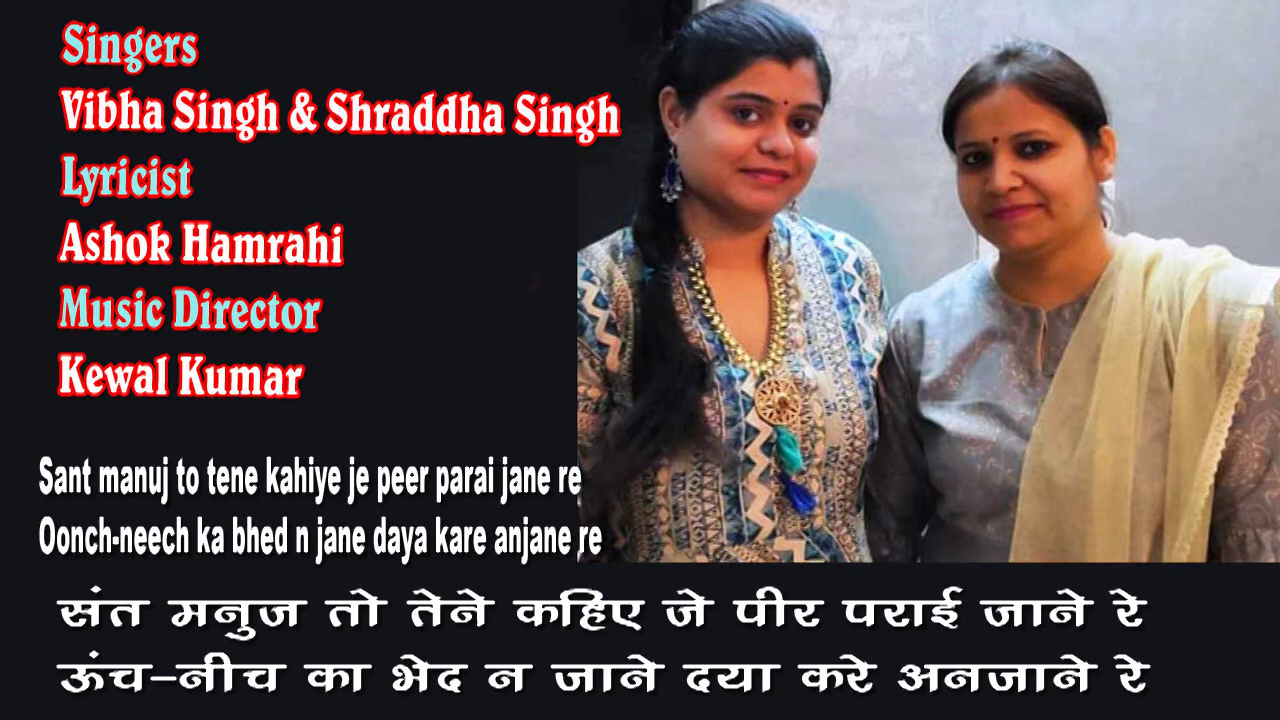 Singers
Vibha Singh & Shraddha Singh
Lyricist
Ashok Hamrahi
Music Director
Kewal Kumar
Sant manuj to tene kahiye je peer parai jane re
Oonch-neech ka bhed n jane daya kare anjane re
संत मनुज तो तेने कहिए जे पीर पराई जाने रे
ऊंच-नीच का भेद न जाने दया करे अनजाने रे